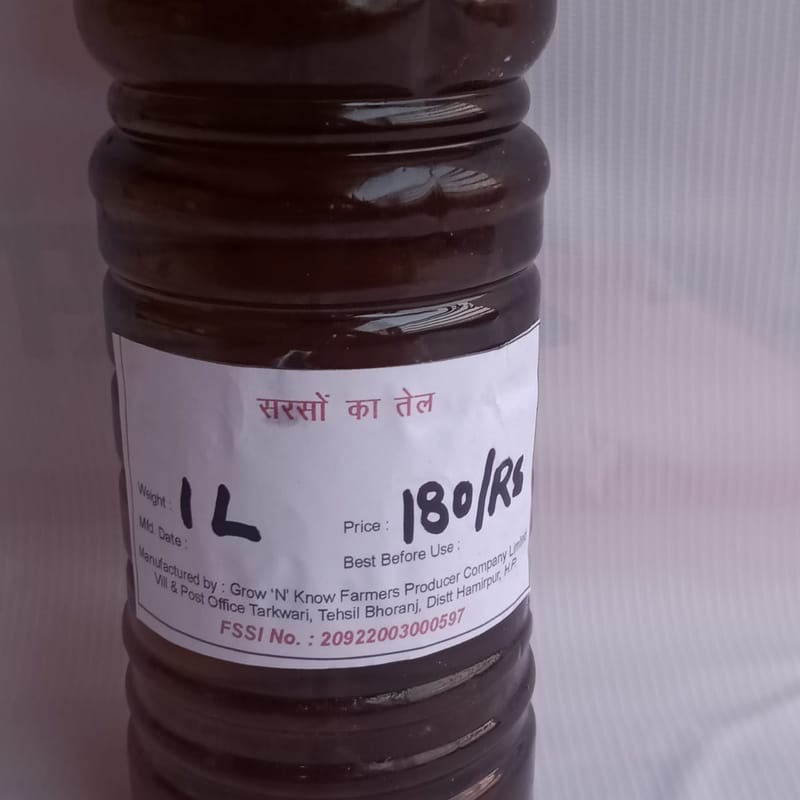 सरसों का तेल
Weight : 1 L
Price : 180/Rs
Mfd. Date :
Best Before Use :
Manufactured by : Grow 'N' Know Farmers Producer Company Limited
Vill & Post Office Tarkwari, Tehsil Bhoranj, Distt Hamirpur, H.P.
FSSI No. : 20922003000597